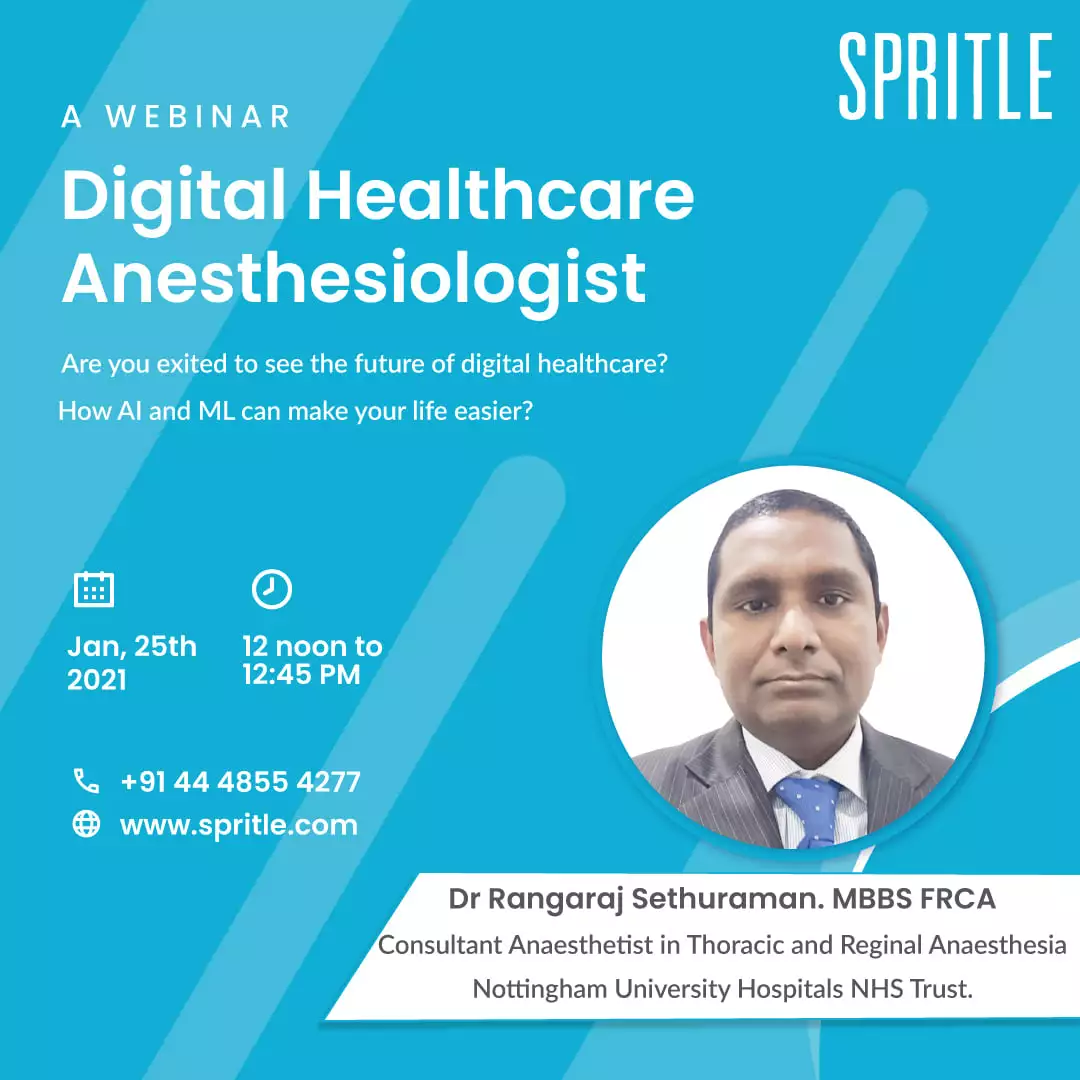 SPRITLE
A WEBINAR
Digital Healthcare
Anesthesiologist
Are you exited to see the future of digital healthcare?
How AI and ML can make your life easier?
Jan, 25th
2021
12 noon to
12:45 PM
+91 44 4855 4277
www.spritle.com
Dr Rangaraj Sethuraman. MBBS FRCA
Consultant Anaesthetist in Thoracic and Reginal Anaesthesia
Nottingham University Hospitals NHS Trust.